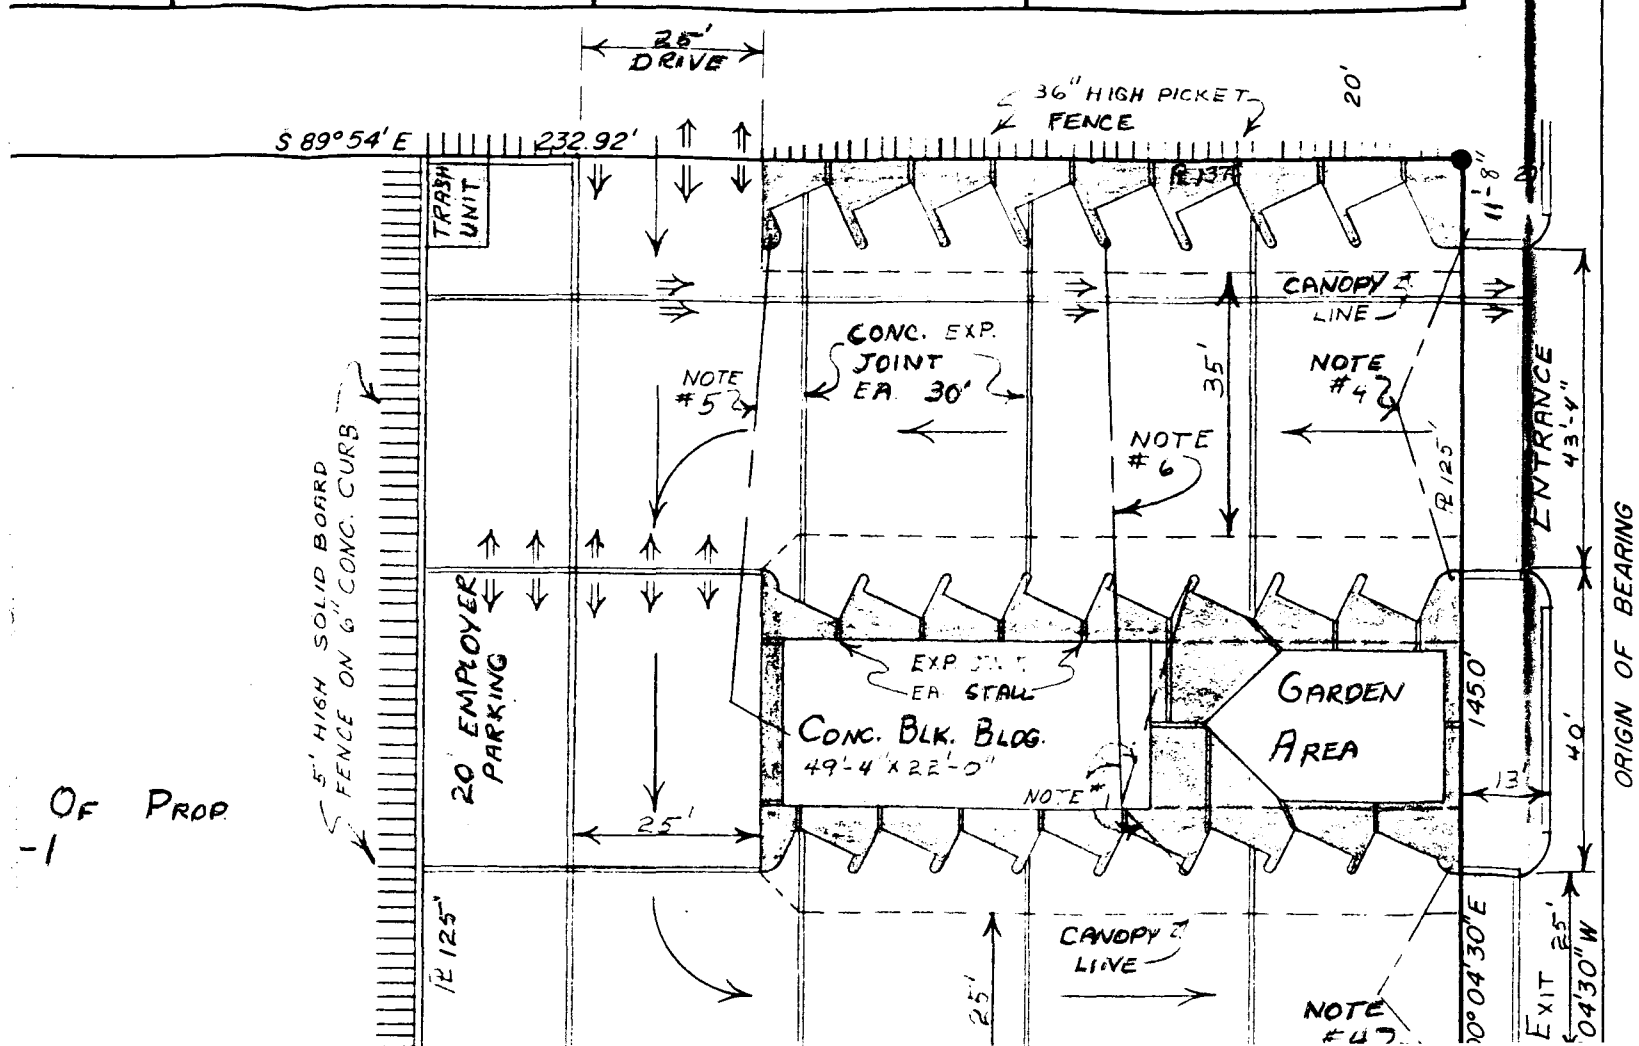 25'
DRIVE
36" HIGH PICKET
FENCE
20'
S 89° 54' E
232.92'
TRASH
UNIT
11'-8"
CANOPY
LINE
CONC. EXP.
JOINT
EA. 30'
35'
NOTE
#5
NOTE
#4
NOTE
#6
℄ 125'
ENTRANCE
43'-4"
5' HIGH SOLID BOARD
FENCE ON 6" CONC. CURB
ORIGIN OF BEARING
20' EMPLOYER
PARKING
EXP.
EA. STALL
CONC. BLK. BLDG.
49'-4" X 22'-0"
GARDEN
AREA
145.0'
40'
13'
NOTE #
25'
OF PROP
-1
125'
CANOPY
LINE
25'
0°04'30"E
EXIT 25'
04'30"W
NOTE
#4